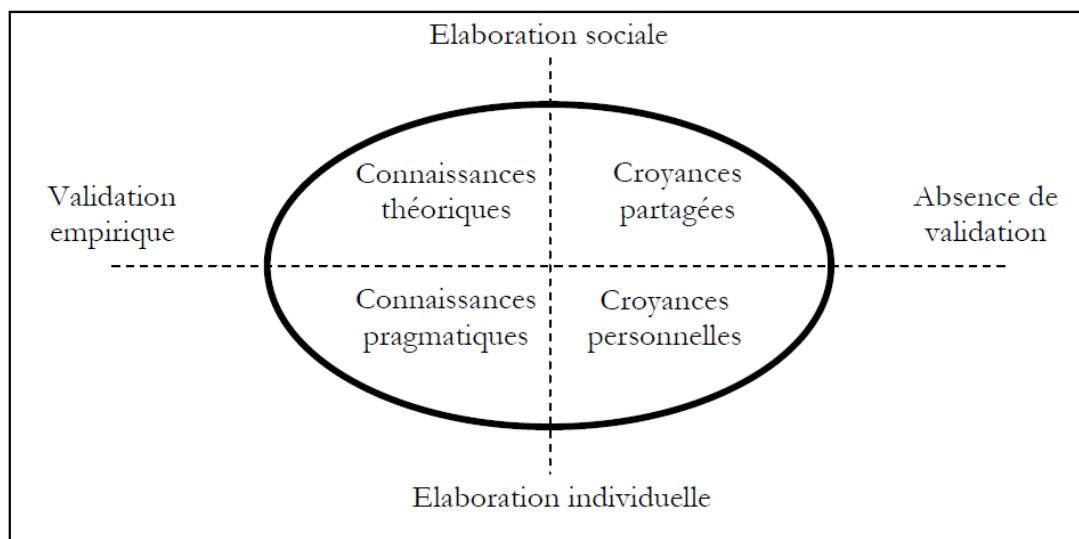 Elaboration sociale
Connaissances
théoriques
Croyances
partagées
Validation
empirique
Absence de
validation
Connaissances
pragmatiques
Croyances
personnelles
Elaboration individuelle